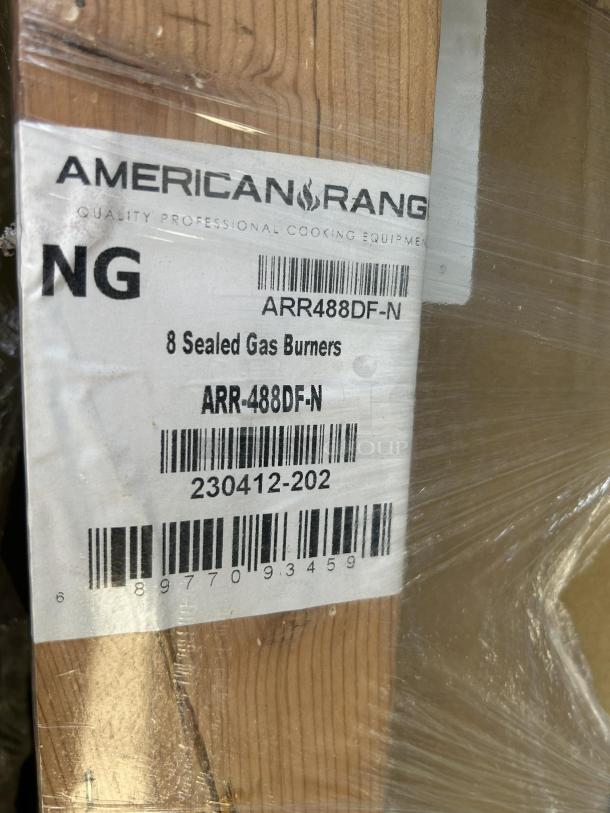 AMERICAN RANG
QUALITY PROFESSIONAL COOKING EQUIPMEN
NG
ARR488DF-N
8 Sealed Gas Burners
ARR-488DF-N
230412-202
6 89770 93459